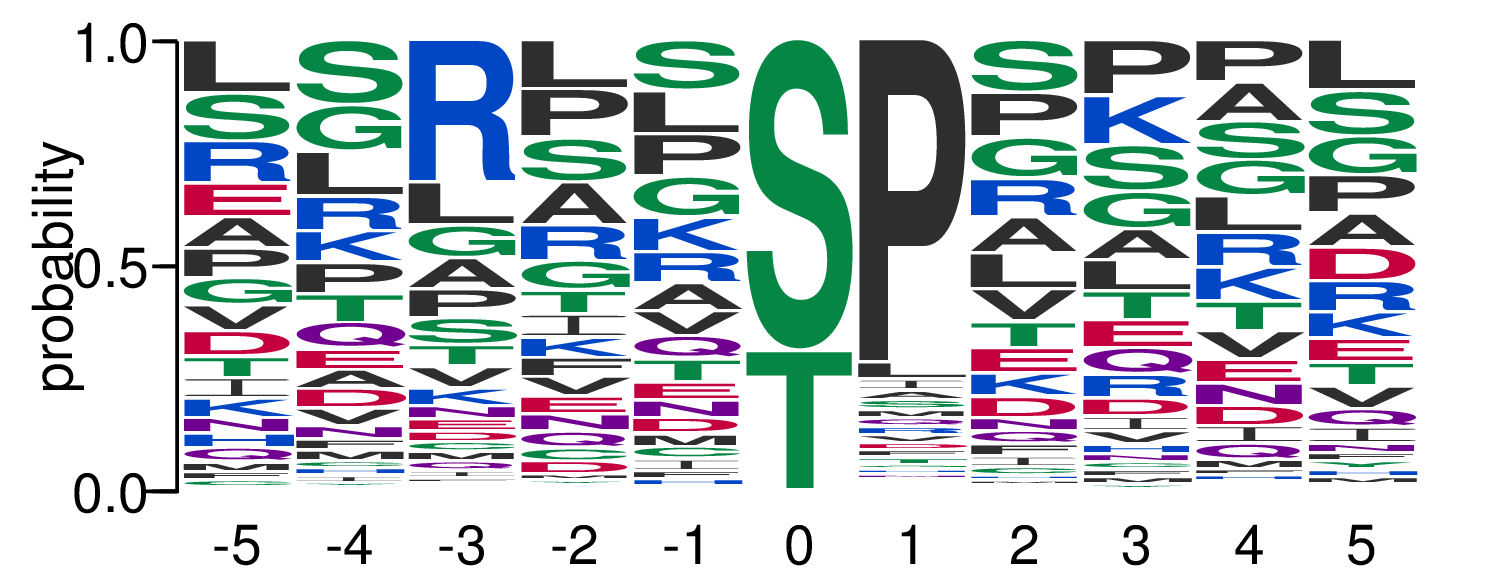 probability
1.0
0.5
0.0
L S R E A P G V D T I K N H Q M F C
S G L R K P T Q E A D V N F M C H I
R L G A P S T V K N E D C M Q I
L P S A R G T I K F V E N Q C D M
S L P G K R A V Q T E N D M C I F H
S T
P L
S P G R A L V T E K D N Q F I C H M
P K S G A L T E Q R D I V H N C F M
P A S G L R K T V E N D I Q M C F H
L S G P A D R K E T V Q I N F C M H
-5 -4 -3 -2 -1 0 1 2 3 4 5